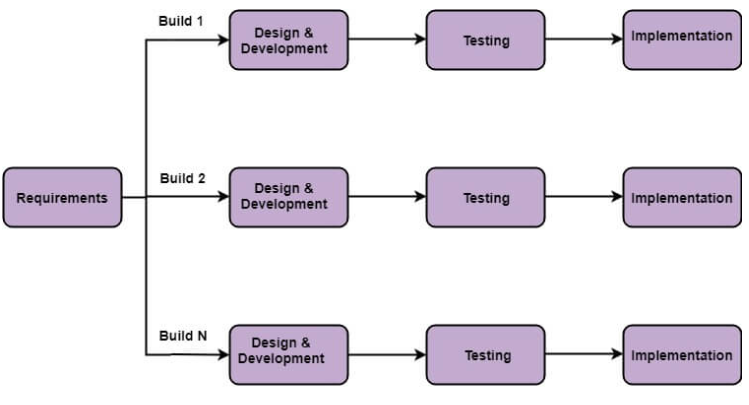 Build 1
Design &
Development
Testing
Implementation
Requirements
Build 2
Design &
Development
Testing
Implementation
Build N
Design &
Development
Testing
Implementation